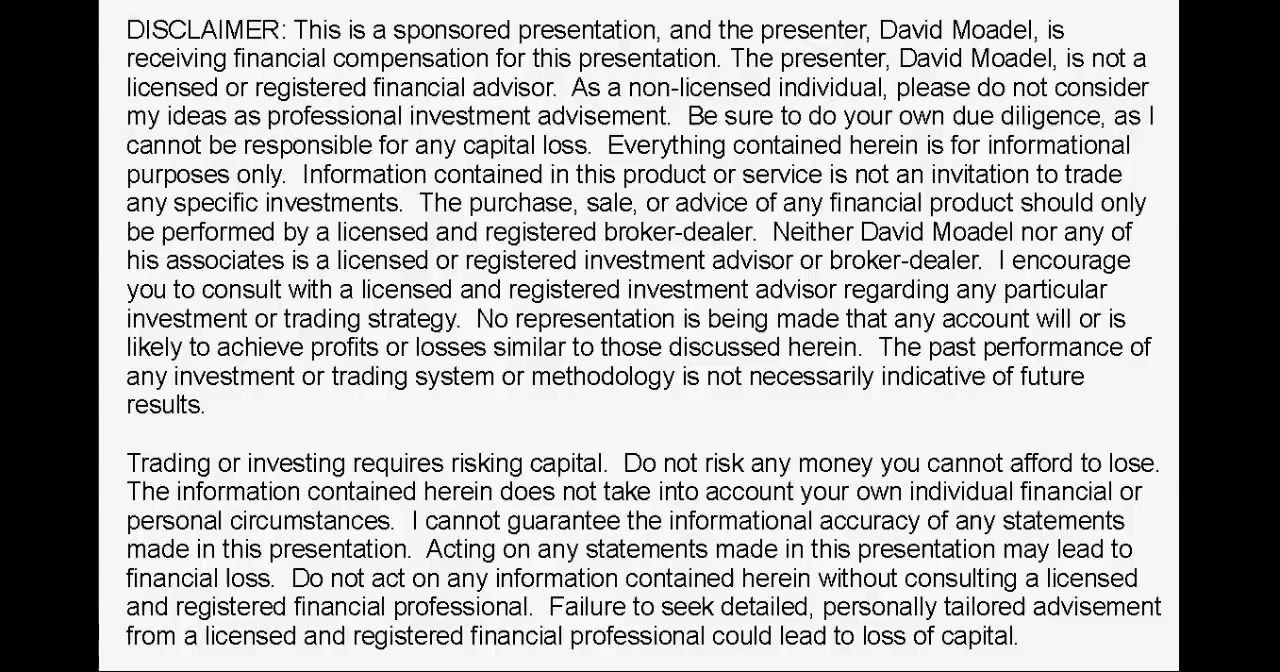 DISCLAIMER: This is a sponsored presentation, and the presenter, David Moadel, is
receiving financial compensation for this presentation. The presenter, David Moadel, is not a
licensed or registered financial advisor.  As a non-licensed individual, please do not consider
my ideas as professional investment advisement.  Be sure to do your own due diligence, as I
cannot be responsible for any capital loss.  Everything contained herein is for informational
purposes only.  Information contained in this product or service is not an invitation to trade
any specific investments.  The purchase, sale, or advice of any financial product should only
be performed by a licensed and registered broker-dealer.  Neither David Moadel nor any of
his associates is a licensed or registered investment advisor or broker-dealer.  I encourage
you to consult with a licensed and registered investment advisor regarding any particular
investment or trading strategy.  No representation is being made that any account will or is
likely to achieve profits or losses similar to those discussed herein.  The past performance of
any investment or trading system or methodology is not necessarily indicative of future
results.
Trading or investing requires risking capital.  Do not risk any money you cannot afford to lose.
The information contained herein does not take into account your own individual financial or
personal circumstances.  I cannot guarantee the informational accuracy of any statements
made in this presentation.  Acting on any statements made in this presentation may lead to
financial loss.  Do not act on any information contained herein without consulting a licensed
and registered financial professional.  Failure to seek detailed, personally tailored advisement
from a licensed and registered financial professional could lead to loss of capital.